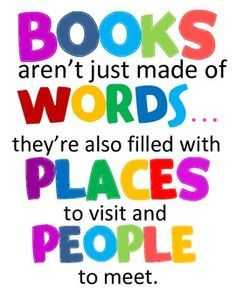 BOOKS
aren't just made of
WORDS...
they're also filled with
PLACES
to visit and
PEOPLE
to meet.